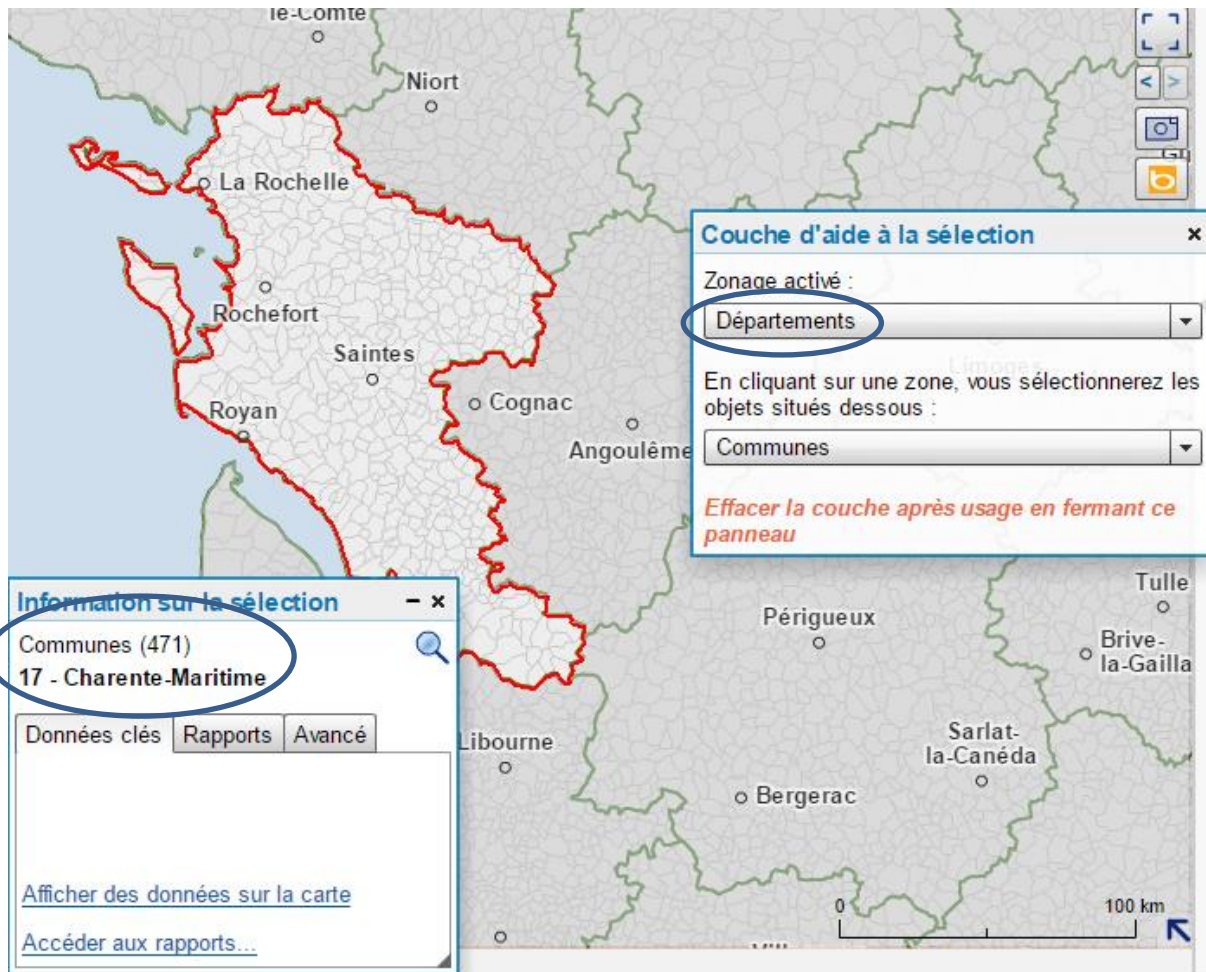 le-Comte
Niort
La Rochelle
Rochefort
Saintes
Royan
Cognac
Angoulême
Couche d'aide à la sélection ×
Zonage activé :
Départements
Limoges
En cliquant sur une zone, vous sélectionnerez les
objets situés dessous :
Communes
Effacer la couche après usage en fermant ce
panneau
Information sur la sélection − ×
Communes (471)
17 - Charente-Maritime
Données clés Rapports Avancé
Afficher des données sur la carte
Accéder aux rapports...
Tulle
Périgueux
Brive-
la-Gailla
Libourne
Sarlat-
la-Canéda
Bergerac
0 100 km